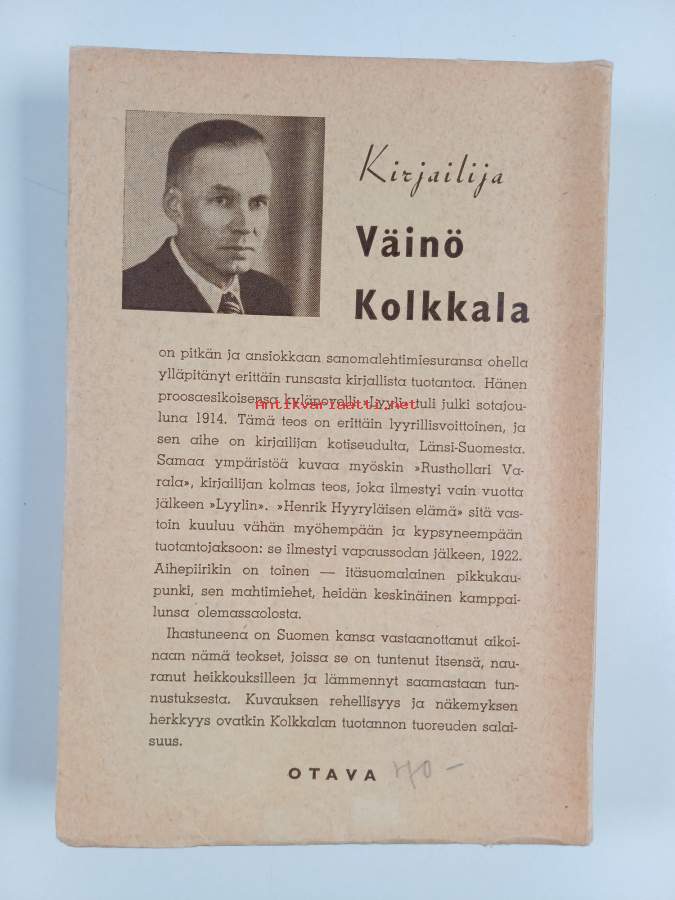 Kirjailija
Väinö
Kolkkala
on pitkän ja ansiokkaan sanomalehtimiesuransa ohella
ylläpitänyt erittäin runsasta kirjallista tuotantoa. Hänen
proosaesikoisensa kylänovelli »Lyyli» tuli julki sotajou-
Antikvariaatti.net
luna 1914. Tämä teos on erittäin lyyrillisvoittoinen, ja
sen aihe on kirjailijan kotiseudulta, Länsi-Suomesta.
Samaa ympäristöä kuvaa myöskin »Rusthollari Va-
rala», kirjailijan kolmas teos, joka ilmestyi vain vuotta
jälkeen »Lyylin». »Henrik Hyyryläisen elämä» sitä vas-
toin kuuluu vähän myöhempään ja kypsyneempään
tuotantojaksoon: se ilmestyi vapaussodan jälkeen, 1922.
Aihepiirikin on toinen — itäsuomalainen pikkukau-
punki, sen mahtimiehet, heidän keskinäinen kamppai-
lunsa olemassaolosta.
Ihastuneena on Suomen kansa vastaanottanut aikoi-
naan nämä teokset, joissa se on tuntenut itsensä, nau-
ranut heikkouksilleen ja lämmennyt saamastaan tun-
nustuksesta. Kuvauksen rehellisyys ja näkemyksen
herkkyys ovatkin Kolkkalan tuotannon tuoreuden salai-
suus.
OTAVA